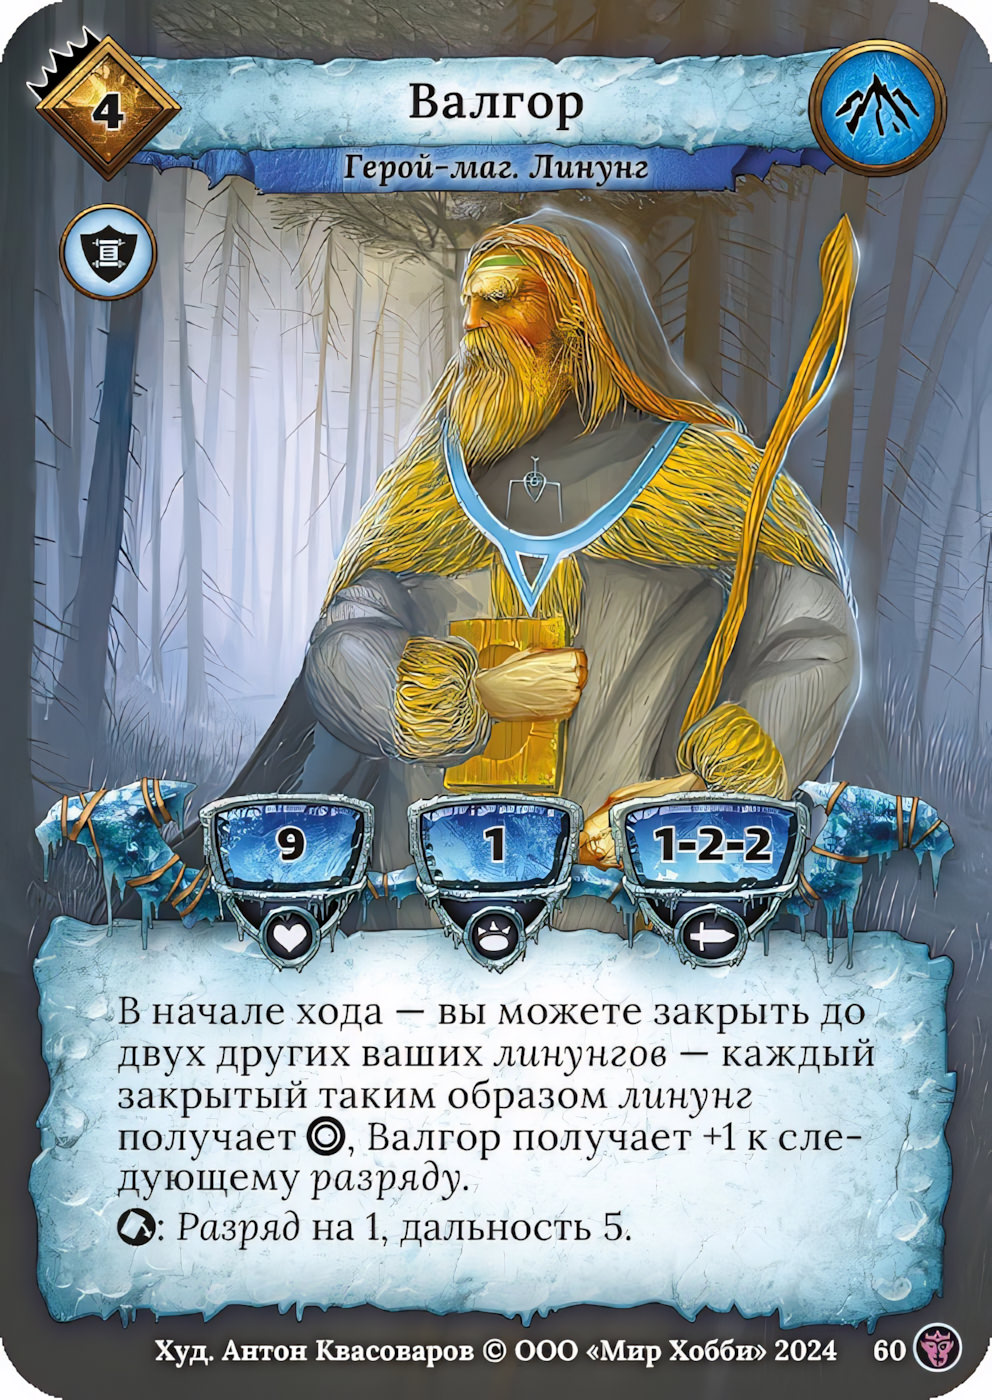 4
Валгор
Герой-маг. Линунг
9
1
1-2-2
В начале хода — вы можете закрыть до
двух других ваших линунгов — каждый
закрытый таким образом линунг
получает , Валгор получает +1 к сле-
дующему разряду.
: Разряд на 1, дальность 5.
Худ. Антон Квасоваров © ООО «Мир Хобби» 2024 60